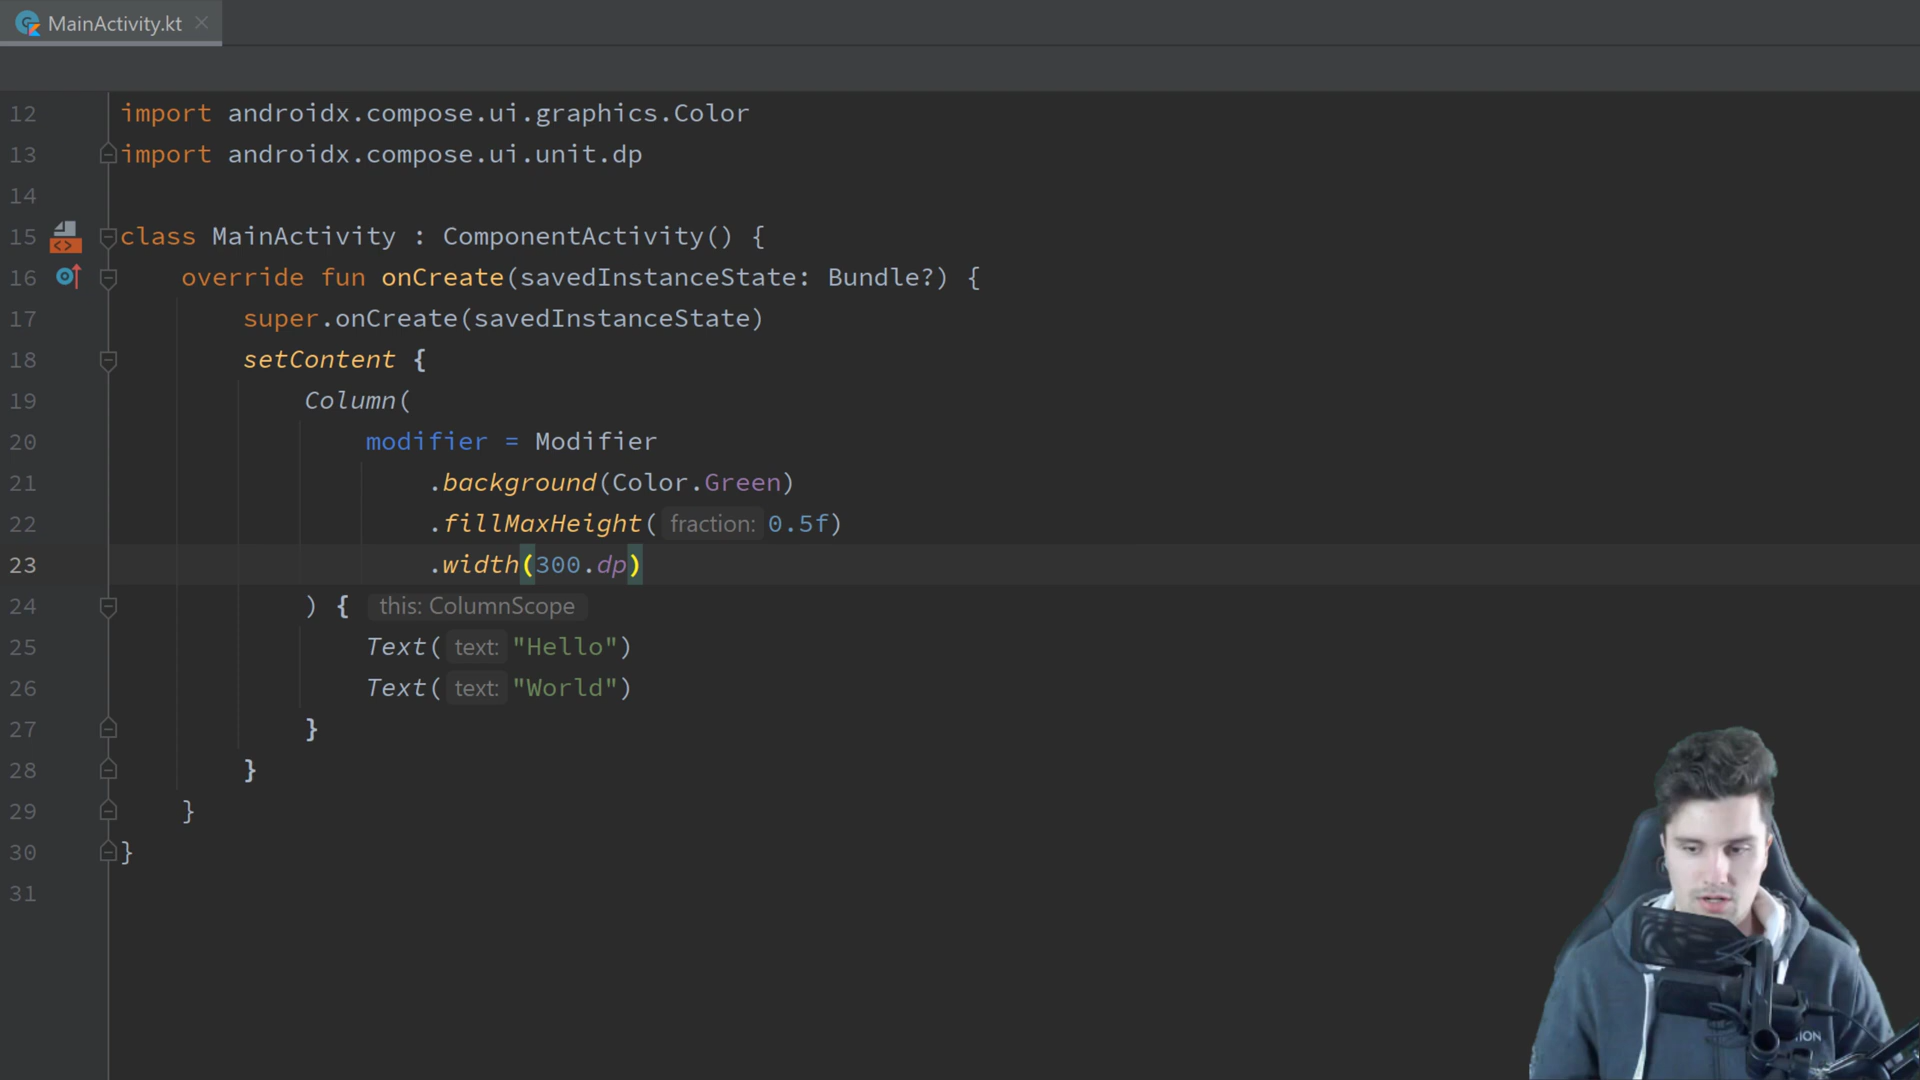 MainActivity.kt
12 import androidx.compose.ui.graphics.Color
13 import androidx.compose.ui.unit.dp
14
15 class MainActivity : ComponentActivity() {
16 override fun onCreate(savedInstanceState: Bundle?) {
17 super.onCreate(savedInstanceState)
18 setContent {
19 Column(
20 modifier = Modifier
21 .background(Color.Green)
22 .fillMaxHeight( fraction: 0.5f)
23 .width(300.dp)
24 ) { this: ColumnScope
25 Text( text: "Hello")
26 Text( text: "World")
27 }
28 }
29 }
30 }
31